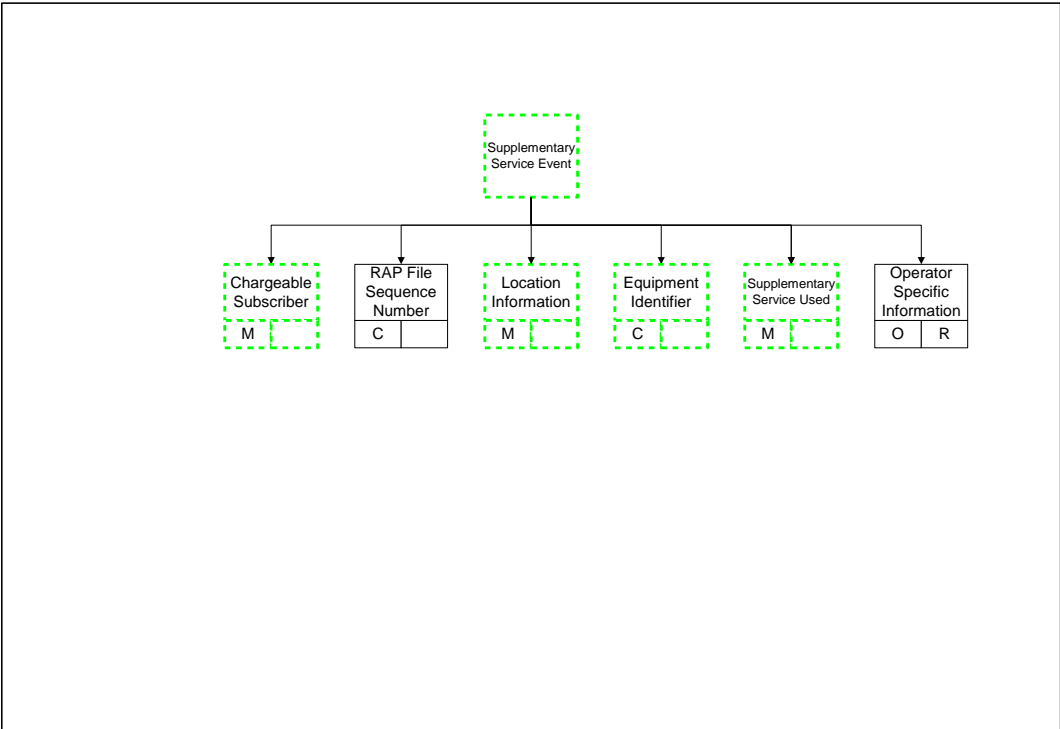 Supplementary
Service Event
Chargeable
Subscriber
M
RAP File
Sequence
Number
C
Location
Information
M
Equipment
Identifier
C
Supplementary
Service Used
M
Operator
Specific
Information
O R